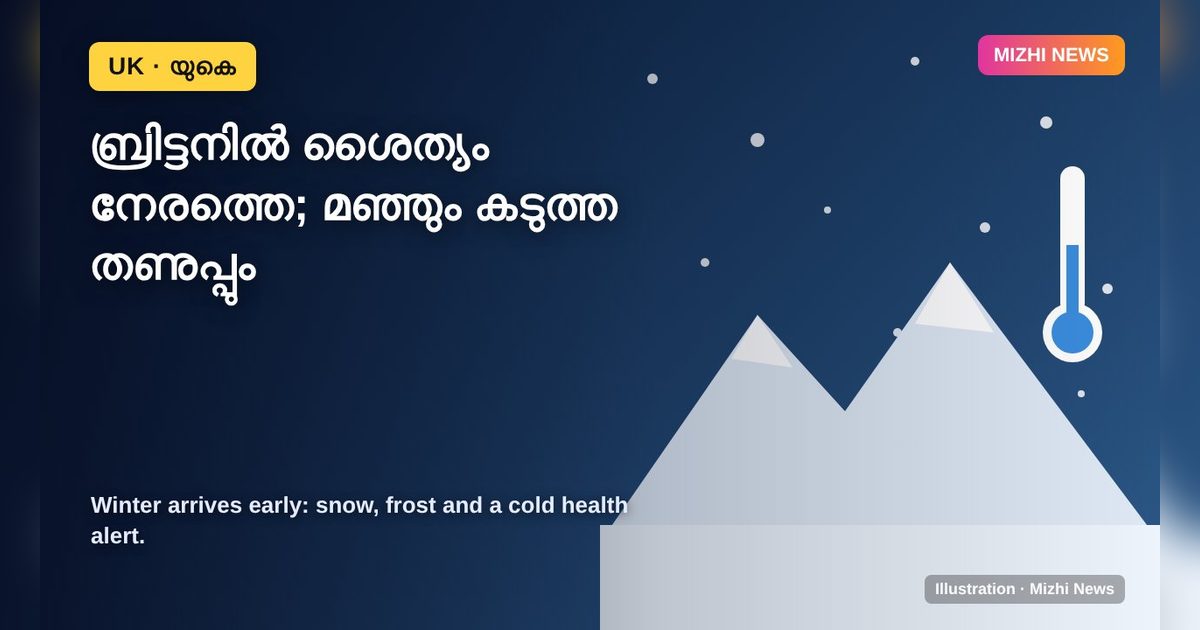 UK · യുകെ
MIZHI NEWS
ബ്രിട്ടനിൽ ശൈത്യം
നേരത്തെ; മഞ്ഞും കടുത്ത
തണുപ്പും
Winter arrives early: snow, frost and a cold health
alert.
Illustration · Mizhi News